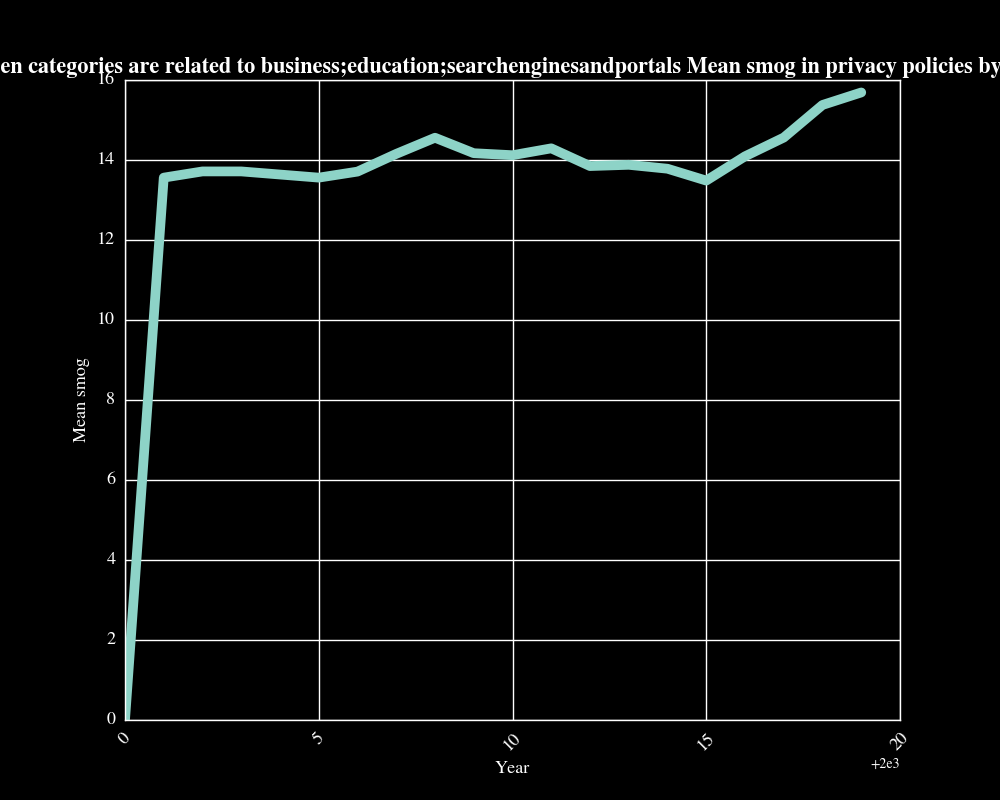 en categories are related to business;education;searchenginesandportals Mean smog in privacy policies by
16
14
12
10
8
6
4
2
0
Mean smog
0 5 10 15 20
+2e3
Year